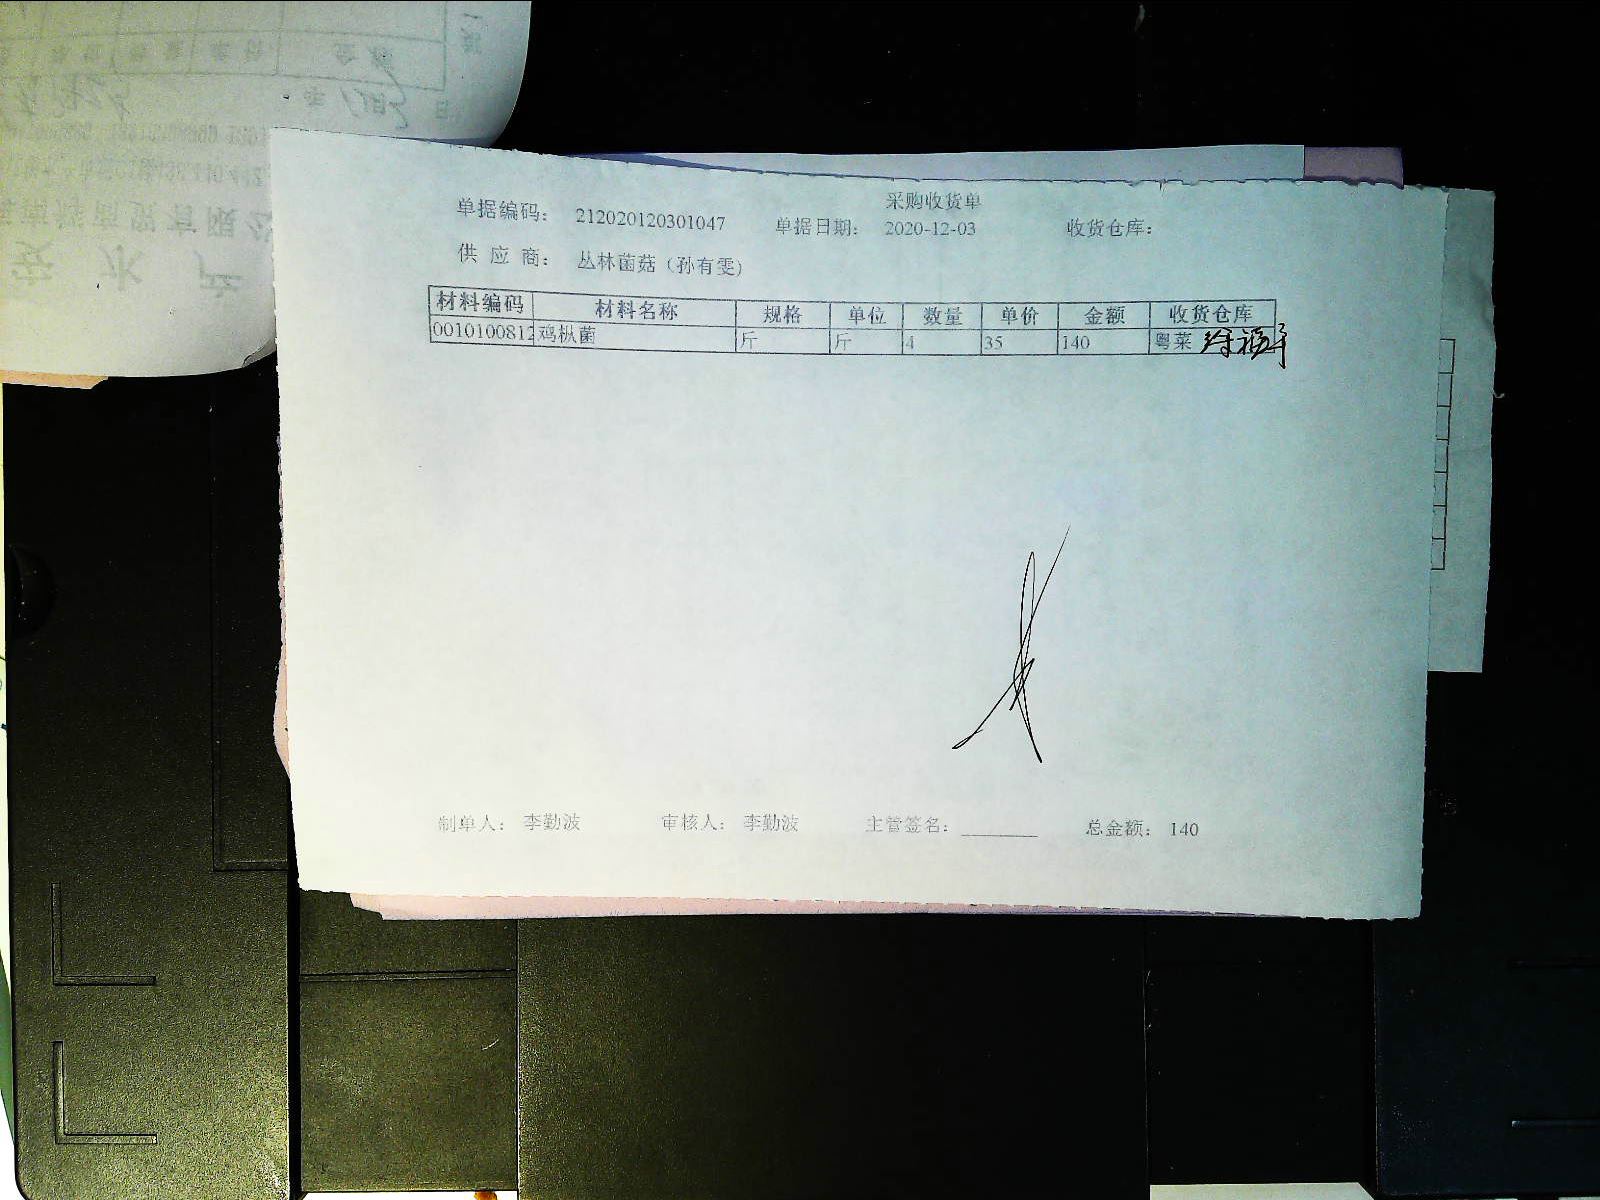 采购收货单
单据编码： 212020120301047 单据日期： 2020-12-03 收货仓库：
供 应 商： 丛林菌菇（孙有雯）
材料编码 材料名称 规格 单位 数量 单价 金额 收货仓库
0010100812 鸡枞菌 斤 斤 4 35 140 粤菜
制单人： 李勤波 审核人： 李勤波 主管签名： ________ 总金额： 140